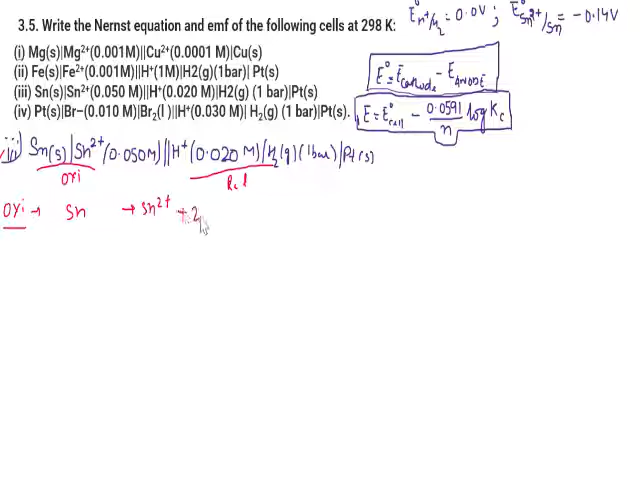 3.5. Write the Nernst equation and emf of the following cells at 298 K:
E°H⁺/H₂ = 0.0V ; E°Sn²⁺/Sn = -0.14V
(i) Mg(s)|Mg²⁺(0.001M)||Cu²⁺(0.0001 M)|Cu(s)
(ii) Fe(s)|Fe²⁺(0.001M)||H⁺(1M)|H2(g)(1bar)| Pt(s)
(iii) Sn(s)|Sn²⁺(0.050 M)||H⁺(0.020 M)|H2(g) (1 bar)|Pt(s)
(iv) Pt(s)|Br−(0.010 M)|Br₂(l )||H⁺(0.030 M)| H₂(g) (1 bar)|Pt(s).
E° = E°Cathode - E°ANODE
E = E°cell - 0.0591/n log Kc
(iii) Sn(s)|Sn²⁺(0.050M)||H⁺(0.020M)|H₂(g)(1bar)|Pt(s)
oxi
Red
oxi → Sn → Sn²⁺ + 2